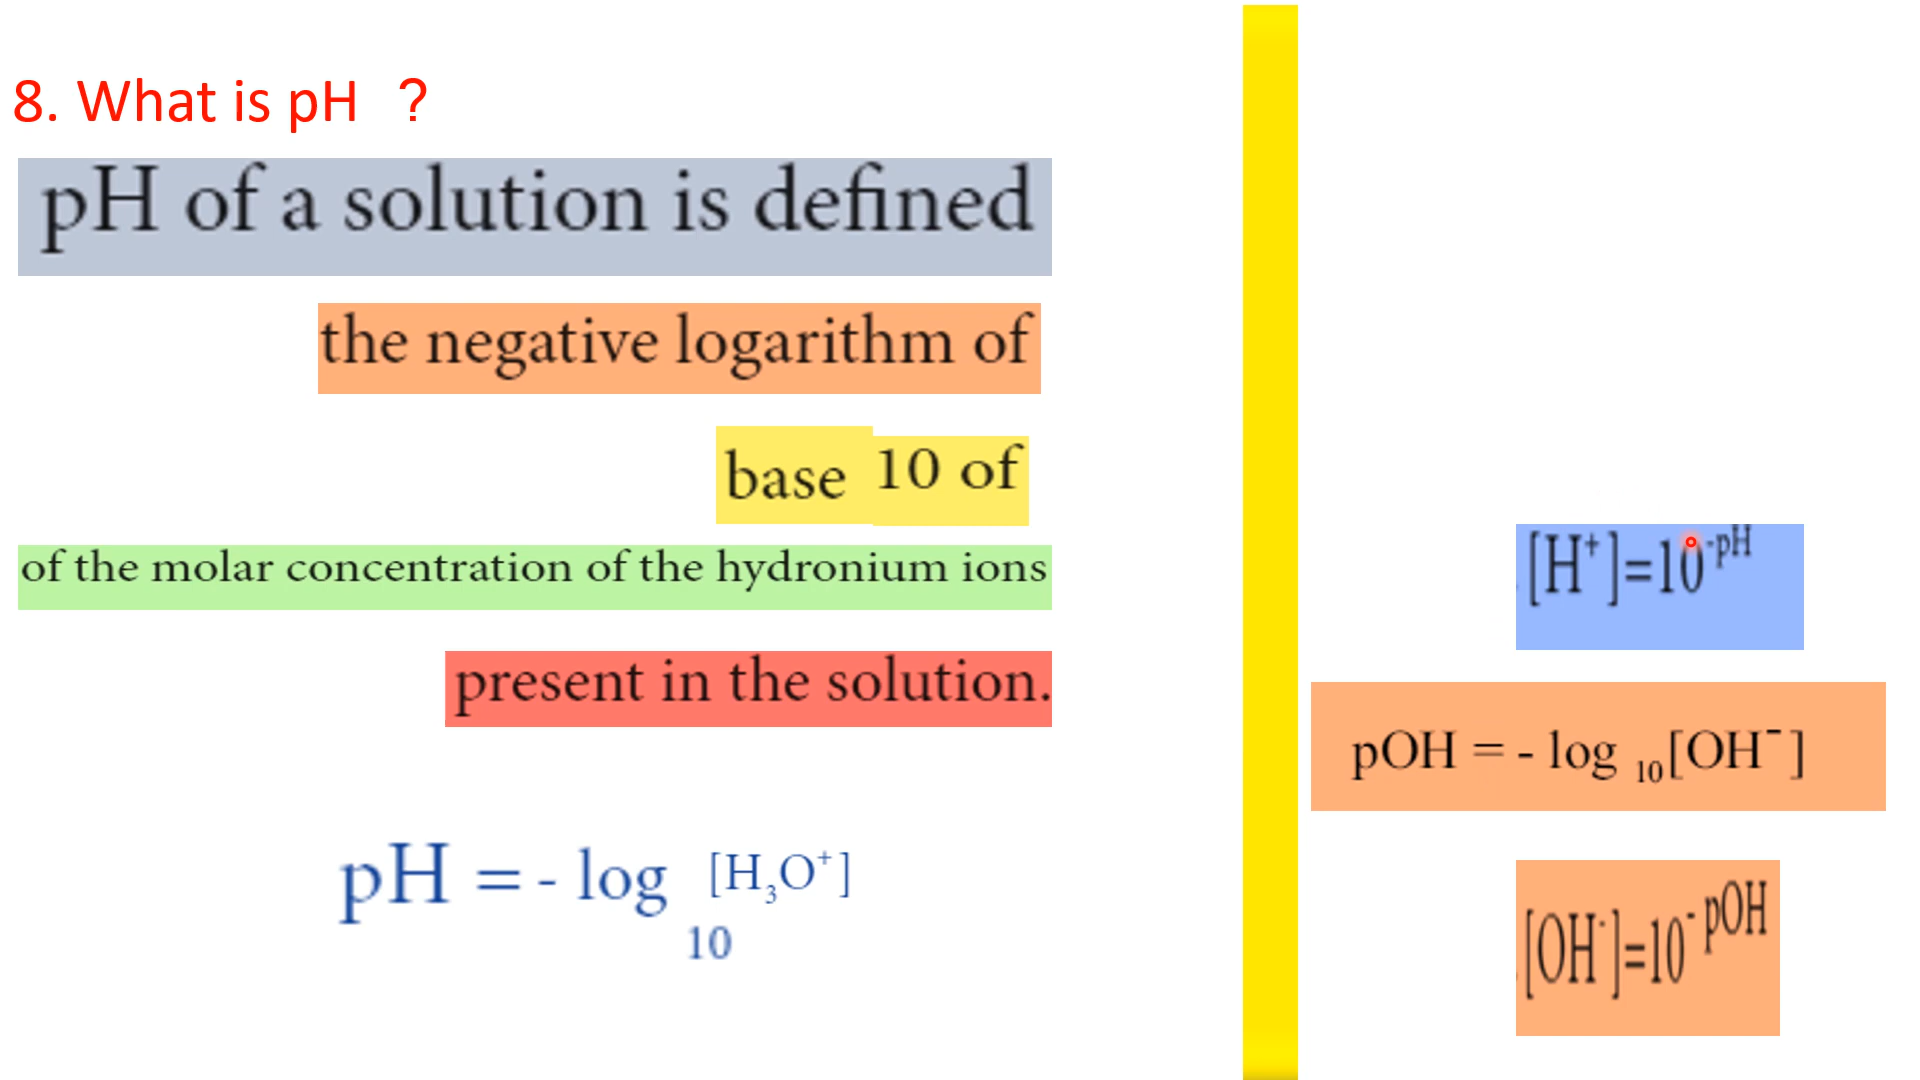 8. What is pH ?
pH of a solution is defined
the negative logarithm of
base 10 of
of the molar concentration of the hydronium ions
present in the solution.
pH = - log ₁₀ [H₃O⁺]
[H⁺]=10⁻ᵖᴴ
pOH = - log ₁₀[OH⁻]
[OH⁻]=10⁻ᵖᴼᴴ